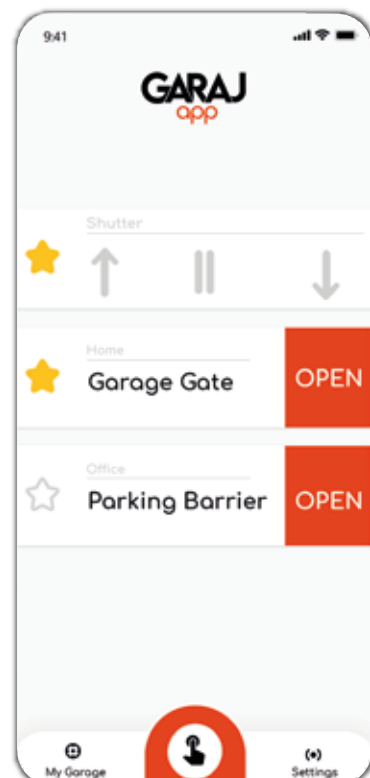 9:41
GARAJ
app
Shutter
Home
Garage Gate
OPEN
Office
Parking Barrier
OPEN
My Garage
Settings